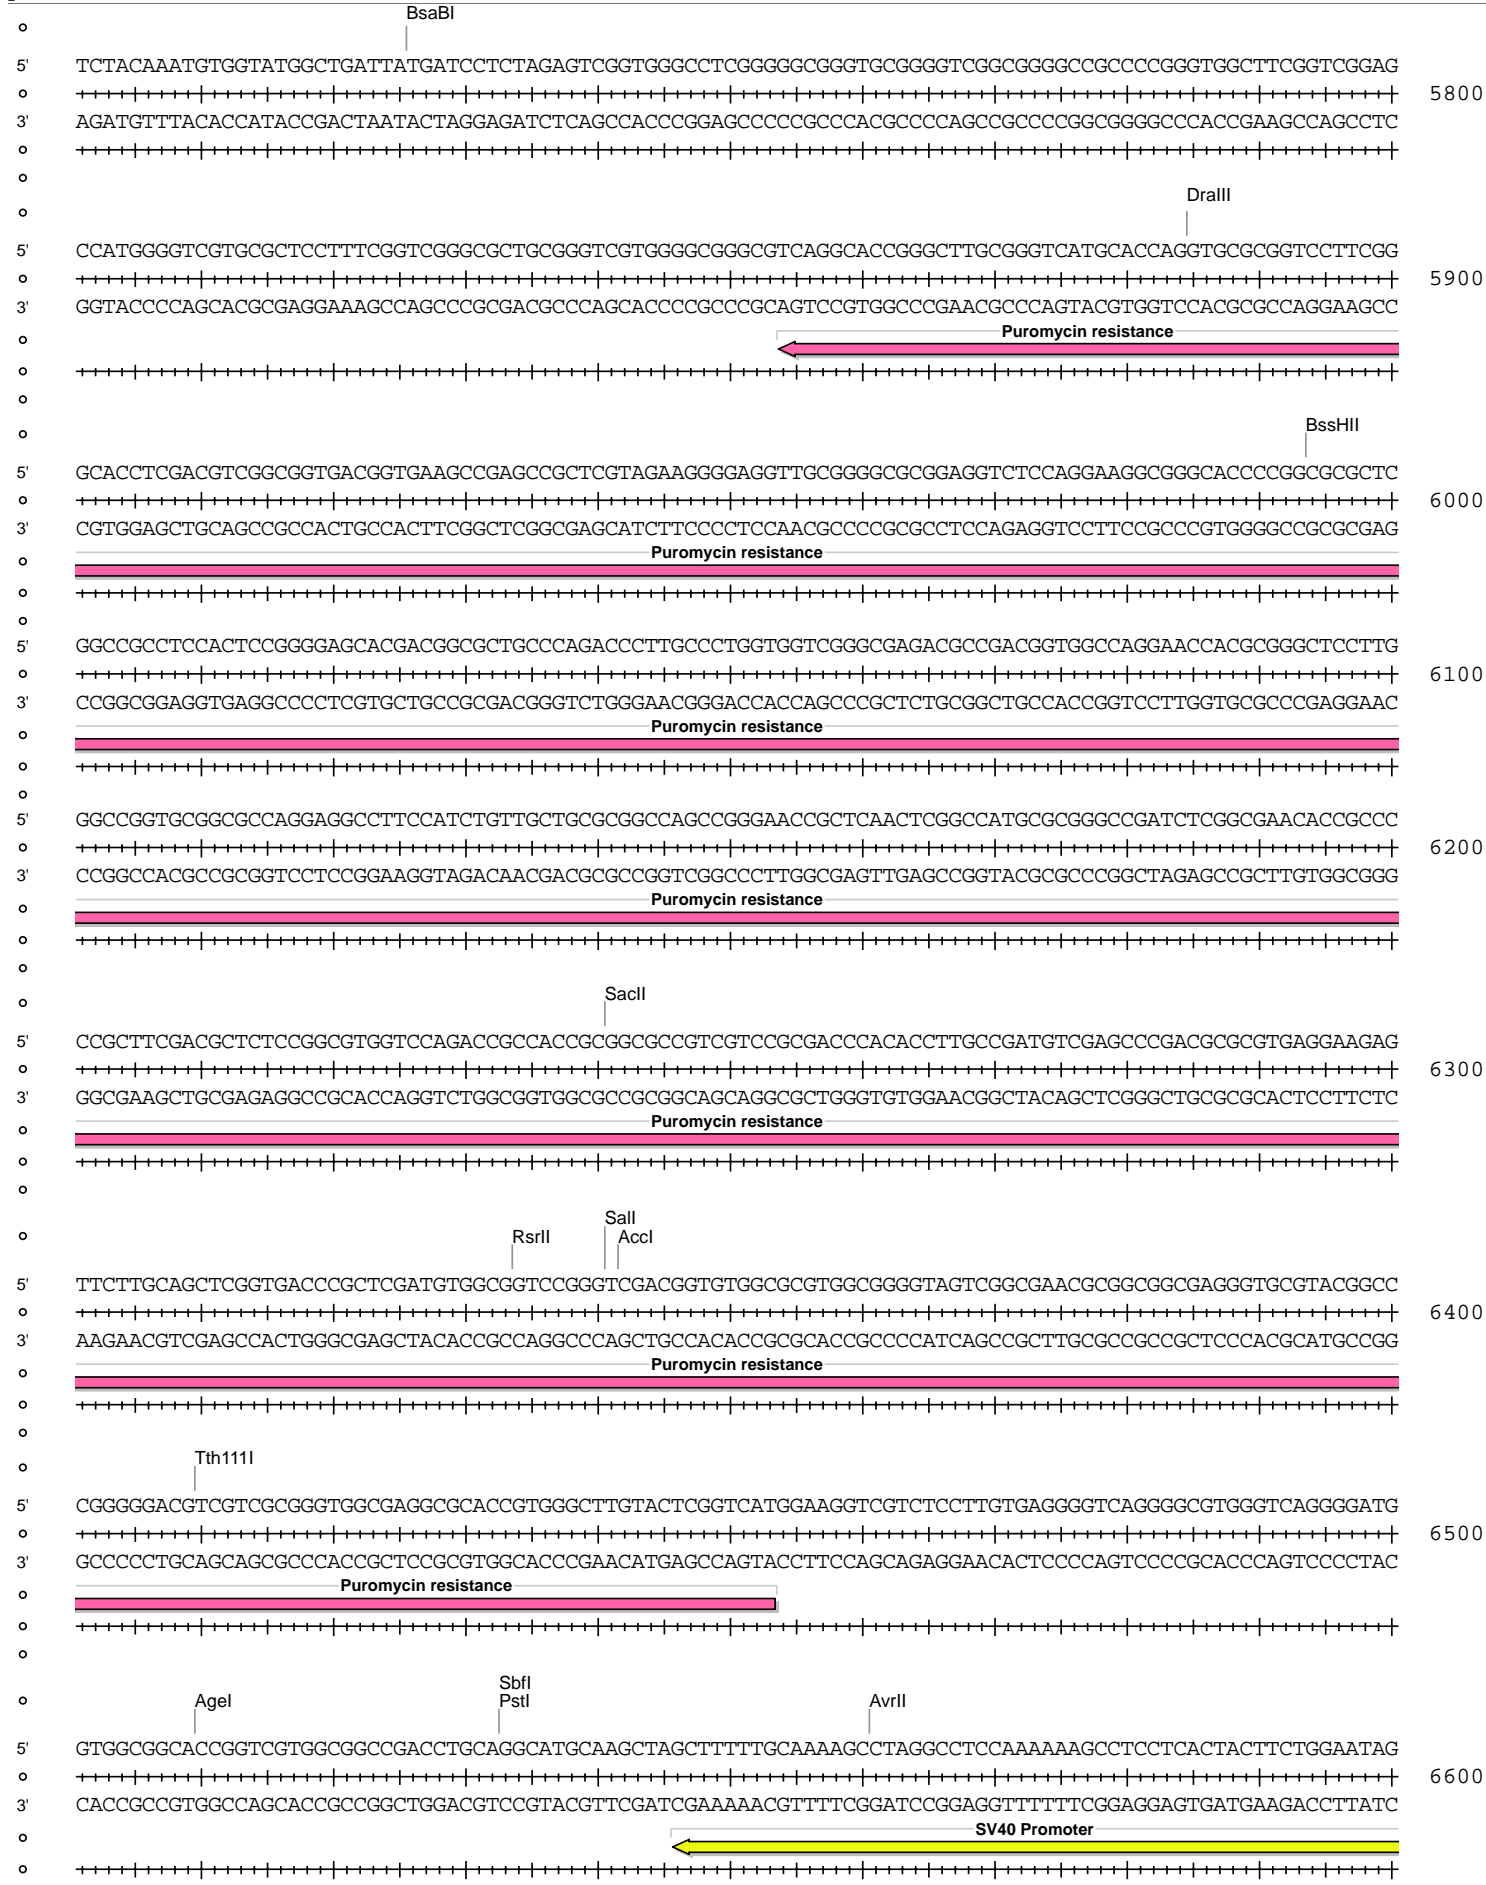 BsaBI
5' TCTACAAATGTGGTATGGCTGATTATGATCCTCTAGAGTCGGTGGGCCTCGGGGGCGGGTGCGGGGTCGGCGGGGCCGCCCCGGGTGGCTTCGGTCGGAG
5800
3' AGATGTTTACACCATACCGACTAATACTAGGAGATCTCAGCCACCCGGAGCCCCCGCCCACGCCCCAGCCGCCCCGGCGGGGCCCACCGAAGCCAGCCTC
DraIII
5' CCATGGGGTCGTGCGCTCCTTTCGGTCGGGCGCTGCGGGTCGTGGGGCGGGCGTCAGGCACCGGGCTTGCGGGTCATGCACCAGGTGCGCGGTCCTTCGG
5900
3' GGTACCCCAGCACGCGAGGAAAGCCAGCCCGCGACGCCCAGCACCCCGCCCGCAGTCCGTGGCCCGAACGCCCAGTACGTGGTCCACGCGCCAGGAAGCC
Puromycin resistance
BssHII
5' GCACCTCGACGTCGGCGGTGACGGTGAAGCCGAGCCGCTCGTAGAAGGGGAGGTTGCGGGGCGCGGAGGTCTCCAGGAAGGCGGGCACCCCGGCGCGCTC
6000
3' CGTGGAGCTGCAGCCGCCACTGCCACTTCGGCTCGGCGAGCATCTTCCCCTCCAACGCCCCGCGCCTCCAGAGGTCCTTCCGCCCGTGGGGCCGCGCGAG
Puromycin resistance
5' GGCCGCCTCCACTCCGGGGAGCACGACGGCGCTGCCCAGACCCTTGCCCTGGTGGTCGGGCGAGACGCCGACGGTGGCCAGGAACCACGCGGGCTCCTTG
6100
3' CCGGCGGAGGTGAGGCCCCTCGTGCTGCCGCGACGGGTCTGGGAACGGGACCACCAGCCCGCTCTGCGGCTGCCACCGGTCCTTGGTGCGCCCGAGGAAC
Puromycin resistance
5' GGCCGGTGCGGCGCCAGGAGGCCTTCCATCTGTTGCTGCGCGGCCAGCCGGGAACCGCTCAACTCGGCCATGCGCGGGCCGATCTCGGCGAACACCGCCC
6200
3' CCGGCCACGCCGCGGTCCTCCGGAAGGTAGACAACGACGCGCCGGTCGGCCCTTGGCGAGTTGAGCCGGTACGCGCCCGGCTAGAGCCGCTTGTGGCGGG
Puromycin resistance
SacII
5' CCGCTTCGACGCTCTCCGGCGTGGTCCAGACCGCCACCGCGGCGCCGTCGTCCGCGACCCACACCTTGCCGATGTCGAGCCCGACGCGCGTGAGGAAGAG
6300
3' GGCGAAGCTGCGAGAGGCCGCACCAGGTCTGGCGGTGGCGCCGCGGCAGCAGGCGCTGGGTGTGGAACGGCTACAGCTCGGGCTGCGCGCACTCCTTCTC
Puromycin resistance
SalI
RsrII AccI
5' TTCTTGCAGCTCGGTGACCCGCTCGATGTGGCGGTCCGGGTCGACGGTGTGGCGCGTGGCGGGGTAGTCGGCGAACGCGGCGGCGAGGGTGCGTACGGCC
6400
3' AAGAACGTCGAGCCACTGGGCGAGCTACACCGCCAGGCCCAGCTGCCACACCGCGCACCGCCCCATCAGCCGCTTGCGCCGCCGCTCCCACGCATGCCGG
Puromycin resistance
Tth111I
5' CGGGGGACGTCGTCGCGGGTGGCGAGGCGCACCGTGGGCTTGTACTCGGTCATGGAAGGTCGTCTCCTTGTGAGGGGTCAGGGGCGTGGGTCAGGGGATG
6500
3' GCCCCCTGCAGCAGCGCCCACCGCTCCGCGTGGCACCCGAACATGAGCCAGTACCTTCCAGCAGAGGAACACTCCCCAGTCCCCGCACCCAGTCCCCTAC
Puromycin resistance
SbfI
AgeI PstI AvrII
5' GTGGCGGCACCGGTCGTGGCGGCCGACCTGCAGGCATGCAAGCTAGCTTTTTGCAAAAGCCTAGGCCTCCAAAAAAGCCTCCTCACTACTTCTGGAATAG
6600
3' CACCGCCGTGGCCAGCACCGCCGGCTGGACGTCCGTACGTTCGATCGAAAAACGTTTTCGGATCCGGAGGTTTTTTCGGAGGAGTGATGAAGACCTTATC
SV40 Promoter